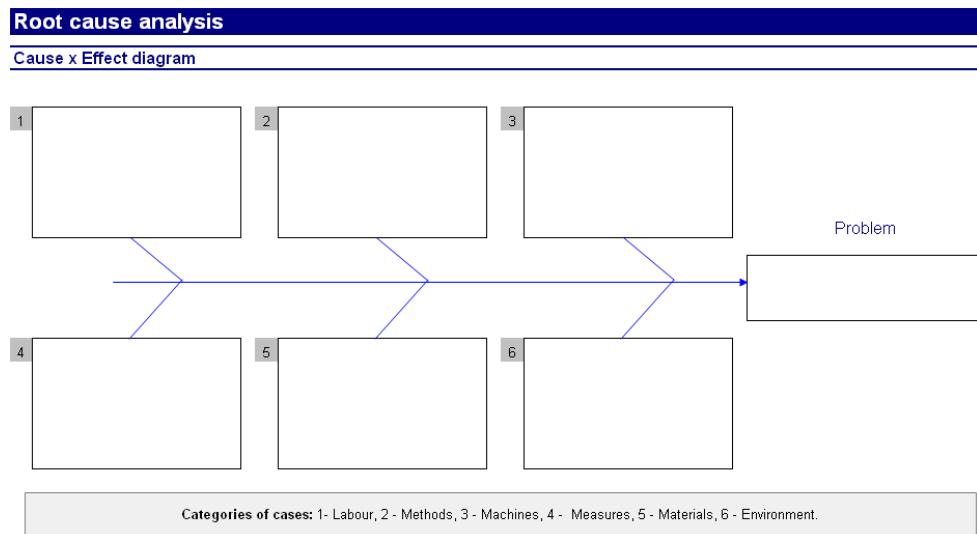 Root cause analysis
Cause x Effect diagram
1
2
3
Problem
4
5
6
Categories of cases: 1- Labour, 2 - Methods, 3 - Machines, 4 - Measures, 5 - Materials, 6 - Environment.